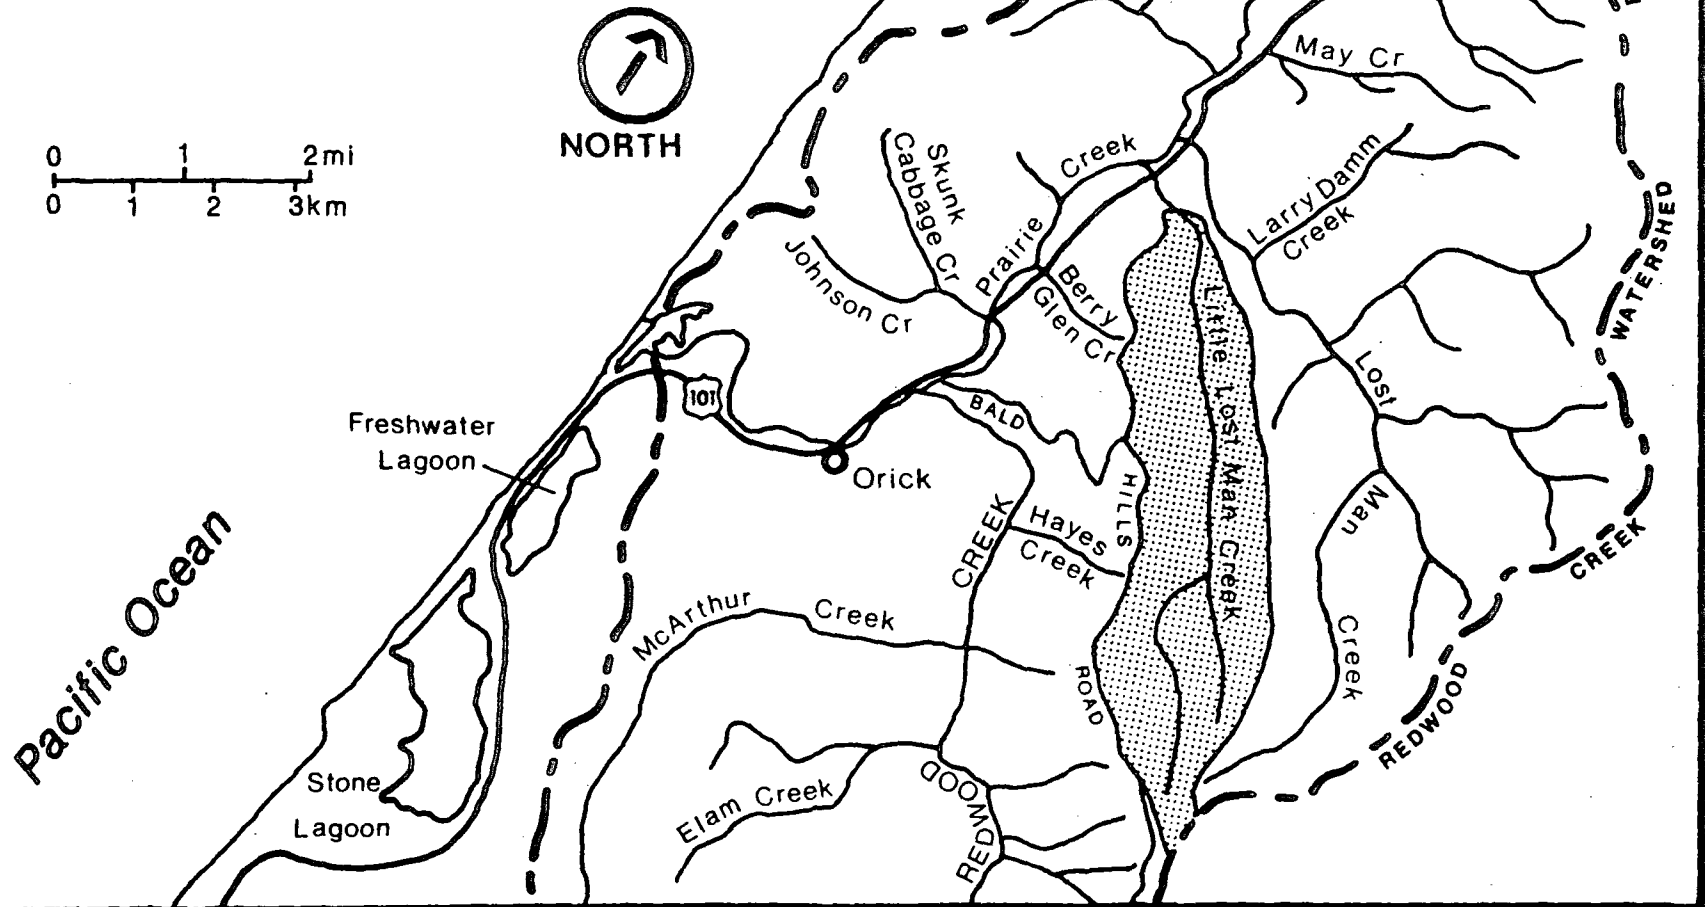 NORTH
0 1 2mi
0 1 2 3km
May Cr
Creek
Prairie
Skunk
Cabbage Cr
Johnson Cr
Larry Damm
Creek
Berry
Glen Cr
Little Lost Man Creek
WATERSHED
101
Lost
Man
Creek
BALD
HILLS
ROAD
Freshwater
Lagoon
Orick
Hayes
Creek
CREEK
REDWOOD
McArthur Creek
Pacific Ocean
CREEK
REDWOOD
Elam Creek
Stone
Lagoon